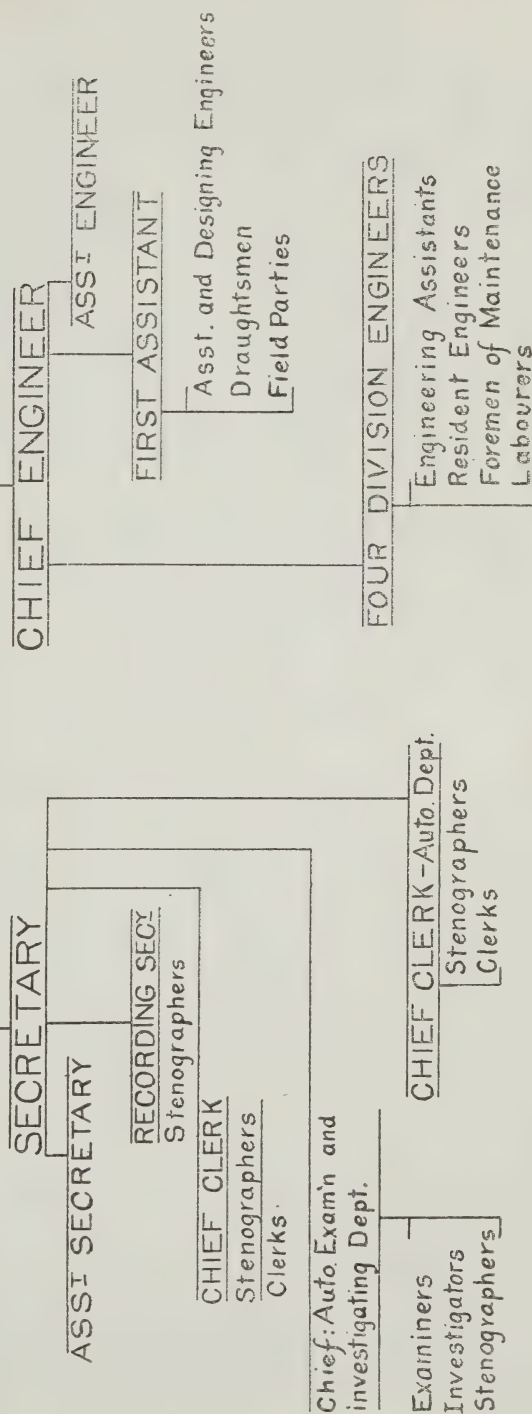 SECRETARY
ASST SECRETARY
RECORDING SECY
Stenographers
CHIEF CLERK
Stenographers
Clerks
Chief: Auto. Exam'n and
investigating Dept.
Examiners
Investigators
Stenographers
CHIEF CLERK-Auto. Dept.
Stenographers
Clerks
CHIEF ENGINEER
ASST ENGINEER
FIRST ASSISTANT
Asst. and Designing Engineers
Draughtsmen
Field Parties
FOUR DIVISION ENGINEERS
Engineering Assistants
Resident Engineers
Foremen of Maintenance
Labourers